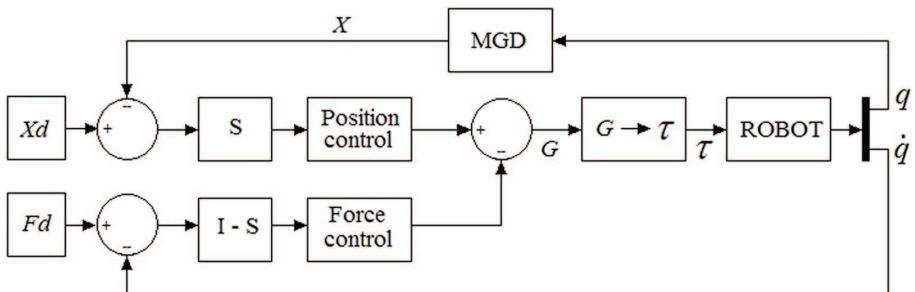 X
MGD
q
Xd
-
+
S
Position
control
+
-
G
G → τ
τ
ROBOT
q̇
Fd
+
-
I - S
Force
control